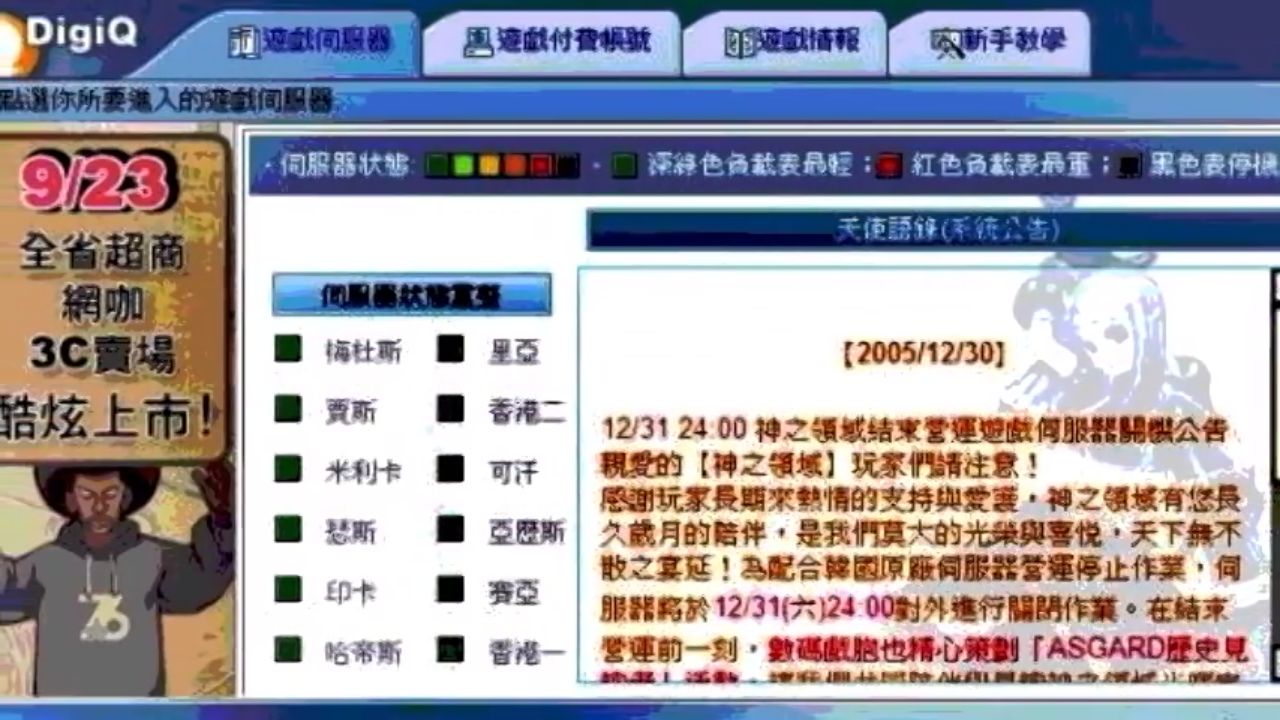 DigiQ
遊戲伺服器
遊戲付費帳號
遊戲情報
新手教學
點選你所要進入的遊戲伺服器
9/23
全省超商
網咖
3C賣場
酷炫上市!
伺服器狀態
深綠色負載表最輕；
紅色負載表最重；
黑色表停機
天使語錄(系統公告)
伺服器狀態重整
梅杜斯
里亞
賈斯
香港二
米利卡
可汗
瑟斯
亞歷斯
印卡
賽亞
哈帝斯
香港一
【2005/12/30】
12/31 24:00 神之領域結束營運遊戲伺服器關機公告
親愛的【神之領域】玩家們請注意！
感謝玩家長期來熱情的支持與愛護，神之領域有您長
久歲月的陪伴，是我們莫大的光榮與喜悅，天下無不
散之宴延！為配合韓國原廠伺服器營運停止作業，伺
服器將於12/31(六)24:00對外進行關閉作業。在結束
營運前一刻，數碼戲胞也精心策劃「ASGARD歷史見